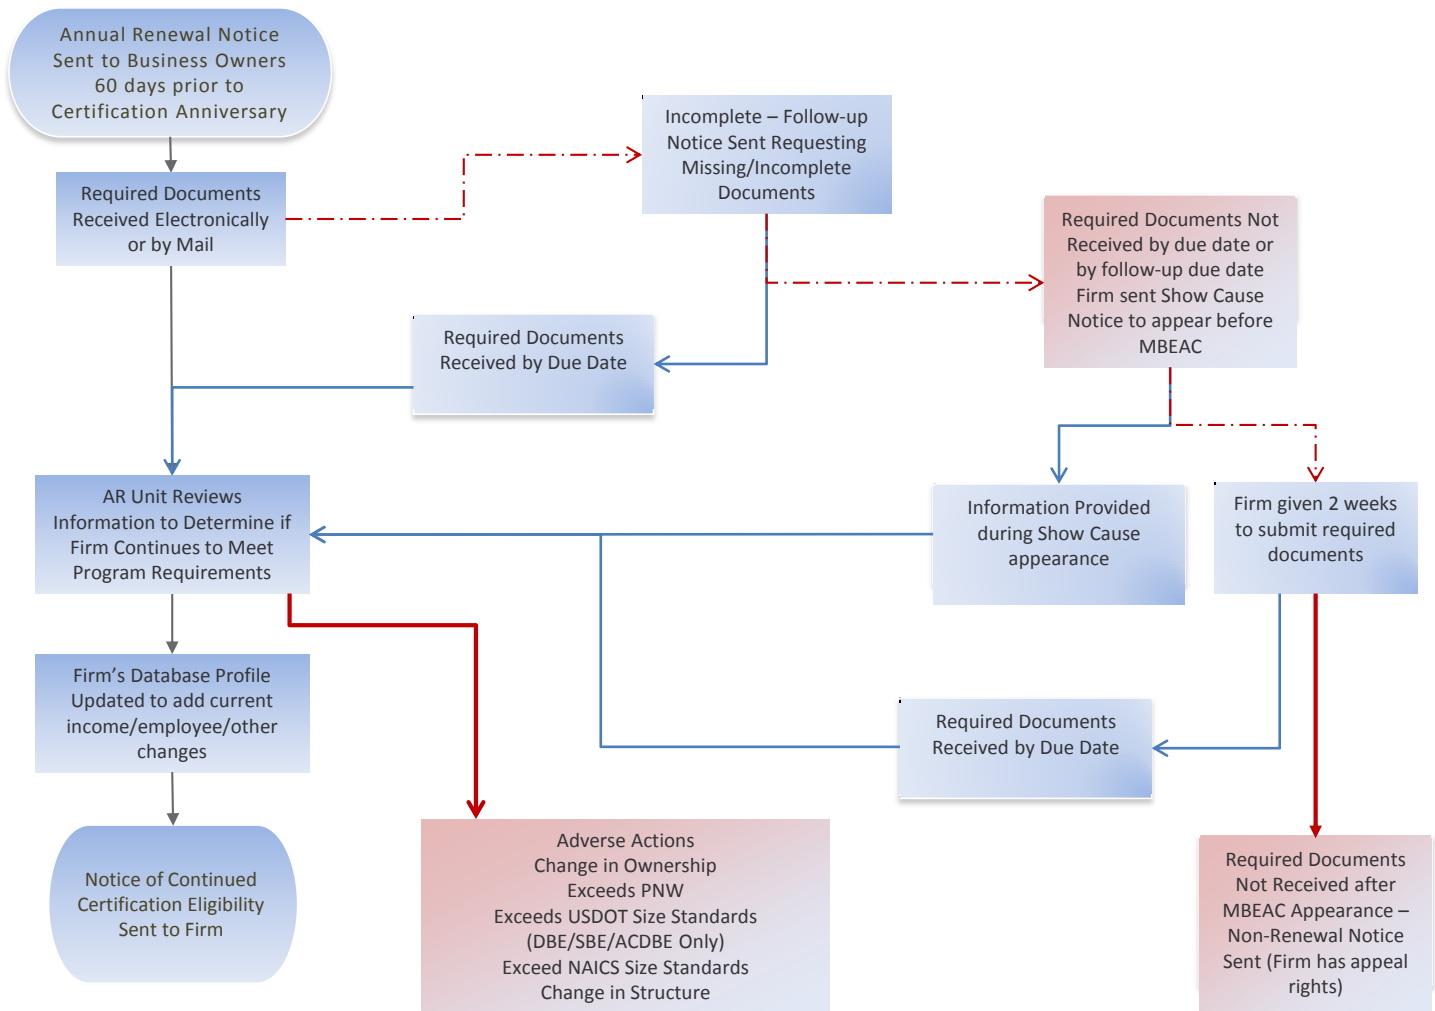 Annual Renewal Notice
Sent to Business Owners
60 days prior to
Certification Anniversary
Required Documents
Received Electronically
or by Mail
Incomplete – Follow-up
Notice Sent Requesting
Missing/Incomplete
Documents
Required Documents Not
Received by due date or
by follow-up due date
Firm sent Show Cause
Notice to appear before
MBEAC
Required Documents
Received by Due Date
AR Unit Reviews
Information to Determine if
Firm Continues to Meet
Program Requirements
Information Provided
during Show Cause
appearance
Firm given 2 weeks
to submit required
documents
Firm’s Database Profile
Updated to add current
income/employee/other
changes
Required Documents
Received by Due Date
Notice of Continued
Certification Eligibility
Sent to Firm
Adverse Actions
Change in Ownership
Exceeds PNW
Exceeds USDOT Size Standards
(DBE/SBE/ACDBE Only)
Exceed NAICS Size Standards
Change in Structure
Required Documents
Not Received after
MBEAC Appearance –
Non-Renewal Notice
Sent (Firm has appeal
rights)